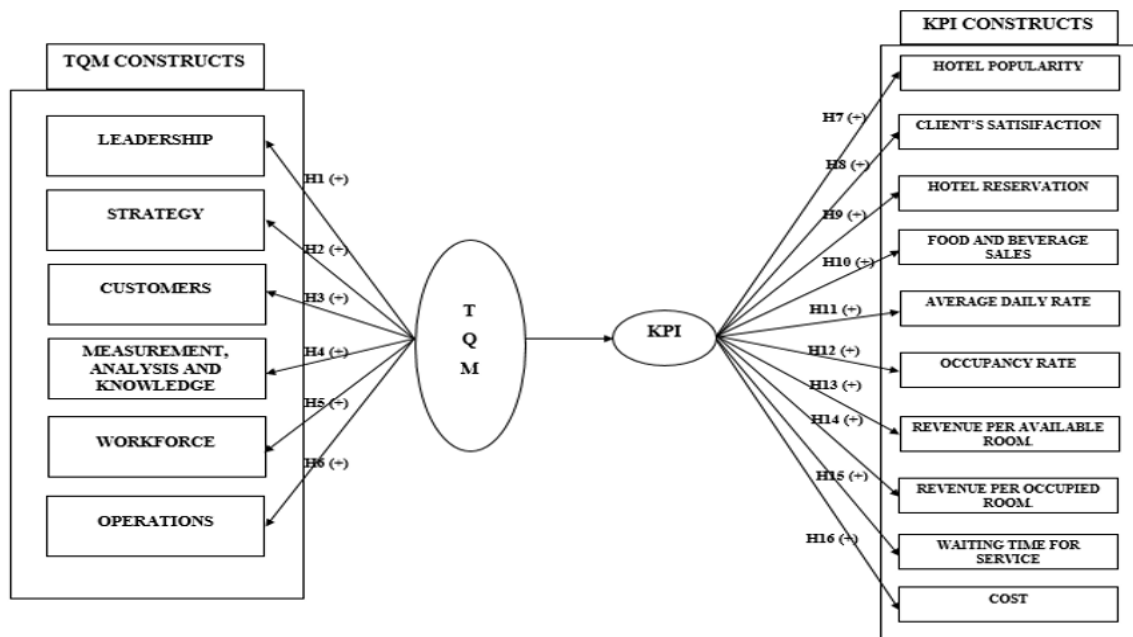 TQM CONSTRUCTS
LEADERSHIP
STRATEGY
CUSTOMERS
MEASUREMENT,
ANALYSIS AND
KNOWLEDGE
WORKFORCE
OPERATIONS
H1 (+)
H2 (+)
H3 (+)
H4 (+)
H5 (+)
H6 (+)
T
Q
M
KPI
H7 (+)
H8 (+)
H9 (+)
H10 (+)
H11 (+)
H12 (+)
H13 (+)
H14 (+)
H15 (+)
H16 (+)
KPI CONSTRUCTS
HOTEL POPULARITY
CLIENT'S SATISIFACTION
HOTEL RESERVATION
FOOD AND BEVERAGE
SALES
AVERAGE DAILY RATE
OCCUPANCY RATE
REVENUE PER AVAILABLE
ROOM.
REVENUE PER OCCUPIED
ROOM.
WAITING TIME FOR
SERVICE
COST